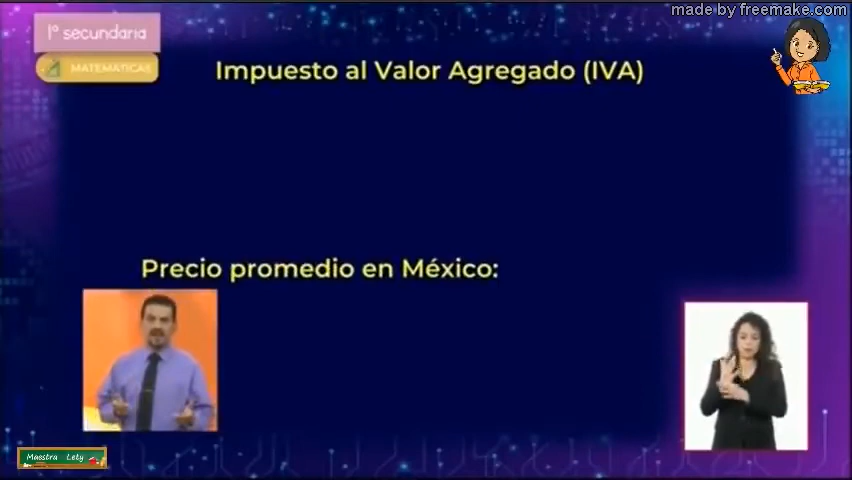 made by freemake.com
1° secundaria
MATEMÁTICAS
Impuesto al Valor Agregado (IVA)
Precio promedio en México:
Maestra Lety